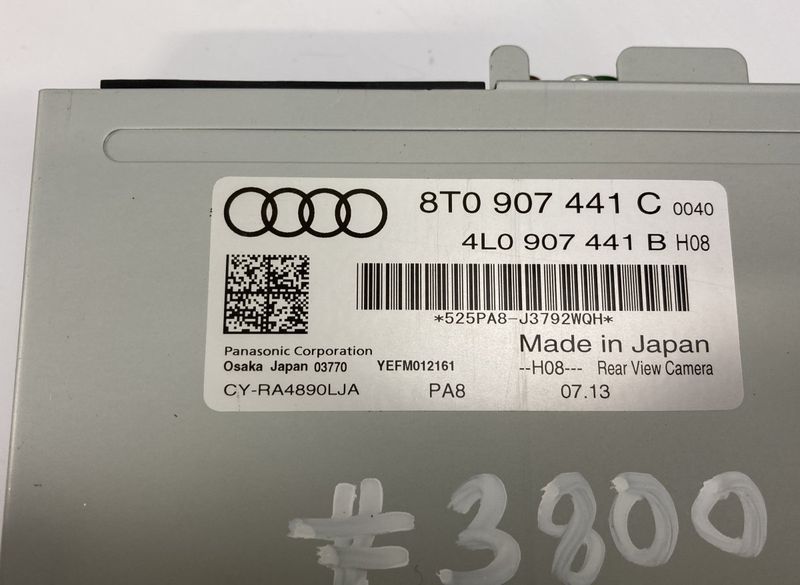 8T0 907 441 C 0040
4L0 907 441 B H08
*525PA8-J3792WQH*
Made in Japan
Panasonic Corporation
Osaka Japan 03770 YEFM012161 --H08--- Rear View Camera
CY-RA4890LJA PA8 07.13
#3800